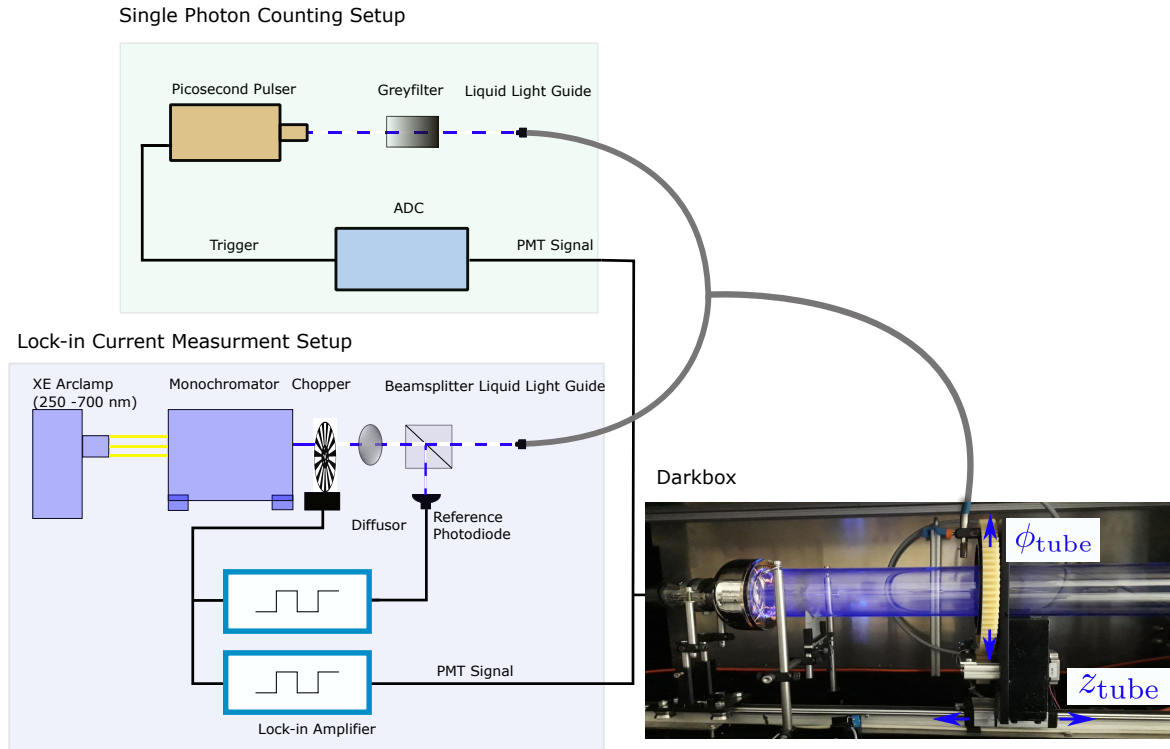 Single Photon Counting Setup
Picosecond Pulser
Greyfilter
Liquid Light Guide
ADC
Trigger
PMT Signal
Lock-in Current Measurment Setup
XE Arclamp
(250 -700 nm)
Monochromator
Chopper
Beamsplitter
Liquid Light Guide
Diffusor
Reference
Photodiode
PMT Signal
Lock-in Amplifier
Darkbox
ϕtube
ztube